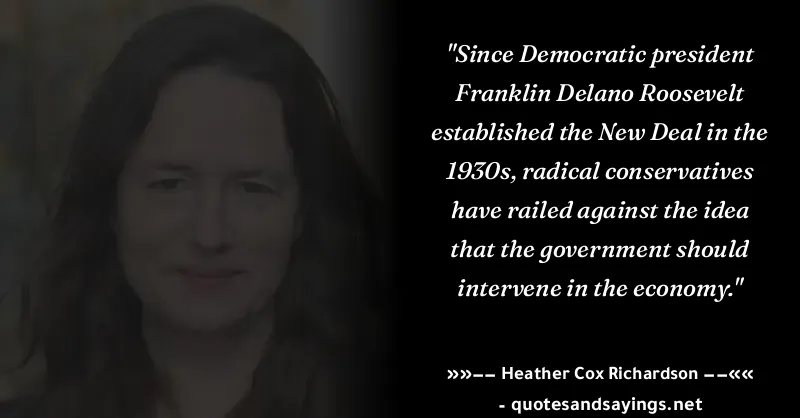 "Since Democratic president
Franklin Delano Roosevelt
established the New Deal in the
1930s, radical conservatives
have railed against the idea
that the government should
intervene in the economy."
»»−− Heather Cox Richardson −−««
- quotesandsayings.net